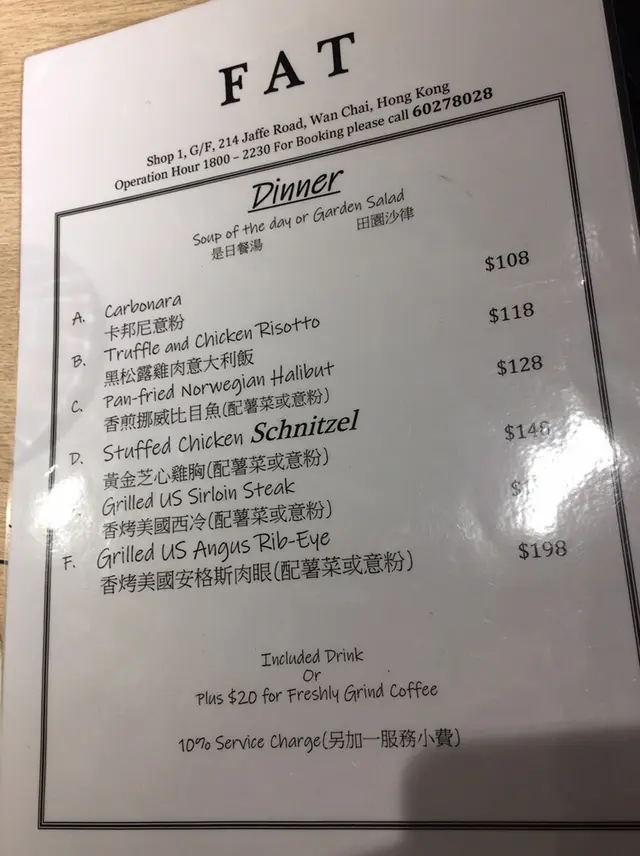 FAT
Shop 1, G/F, 214 Jaffe Road, Wan Chai, Hong Kong
Operation Hour 1800 – 2230 For Booking please call 60278028
Dinner
Soup of the day or Garden Salad
是日餐湯 田園沙律
A. Carbonara $108
卡邦尼意粉
B. Truffle and Chicken Risotto $118
黑松露雞肉意大利飯
C. Pan-fried Norwegian Halibut $128
香煎挪威比目魚(配薯菜或意粉)
D. Stuffed Chicken Schnitzel
黃金芝心雞胸(配薯菜或意粉)
Grilled US Sirloin Steak
香烤美國西冷(配薯菜或意粉)
F. Grilled US Angus Rib-Eye $198
香烤美國安格斯肉眼(配薯菜或意粉)
Included Drink
Or
Plus $20 for Freshly Grind Coffee
10% Service Charge(另加一服務小費)